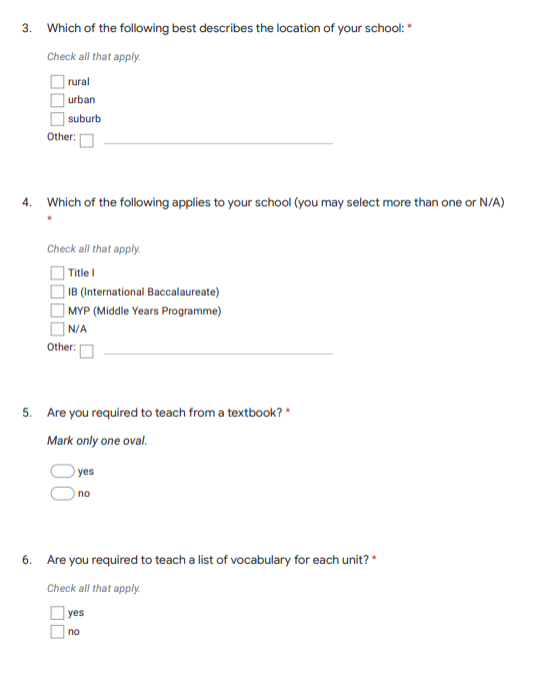 3. Which of the following best describes the location of your school: *
Check all that apply.
rural
urban
suburb
Other:
4. Which of the following applies to your school (you may select more than one or N/A)
*
Check all that apply.
Title I
IB (International Baccalaureate)
MYP (Middle Years Programme)
N/A
Other:
5. Are you required to teach from a textbook? *
Mark only one oval.
yes
no
6. Are you required to teach a list of vocabulary for each unit? *
Check all that apply.
yes
no